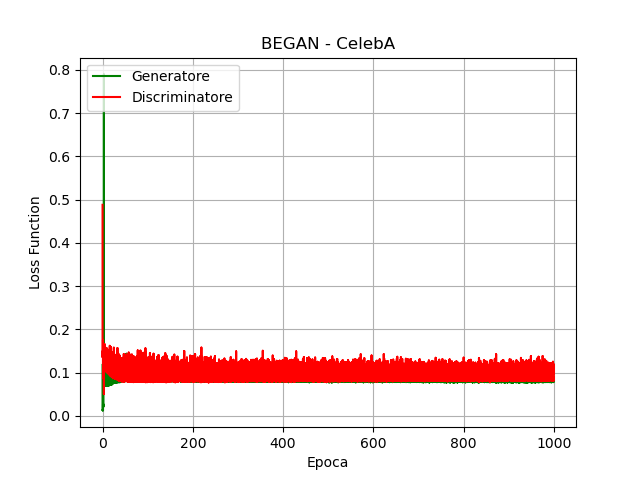 BEGAN - CelebA
Generatore
Discriminatore
0.8
0.7
0.6
0.5
0.4
0.3
0.2
0.1
0.0
Loss Function
0 200 400 600 800 1000
Epoca